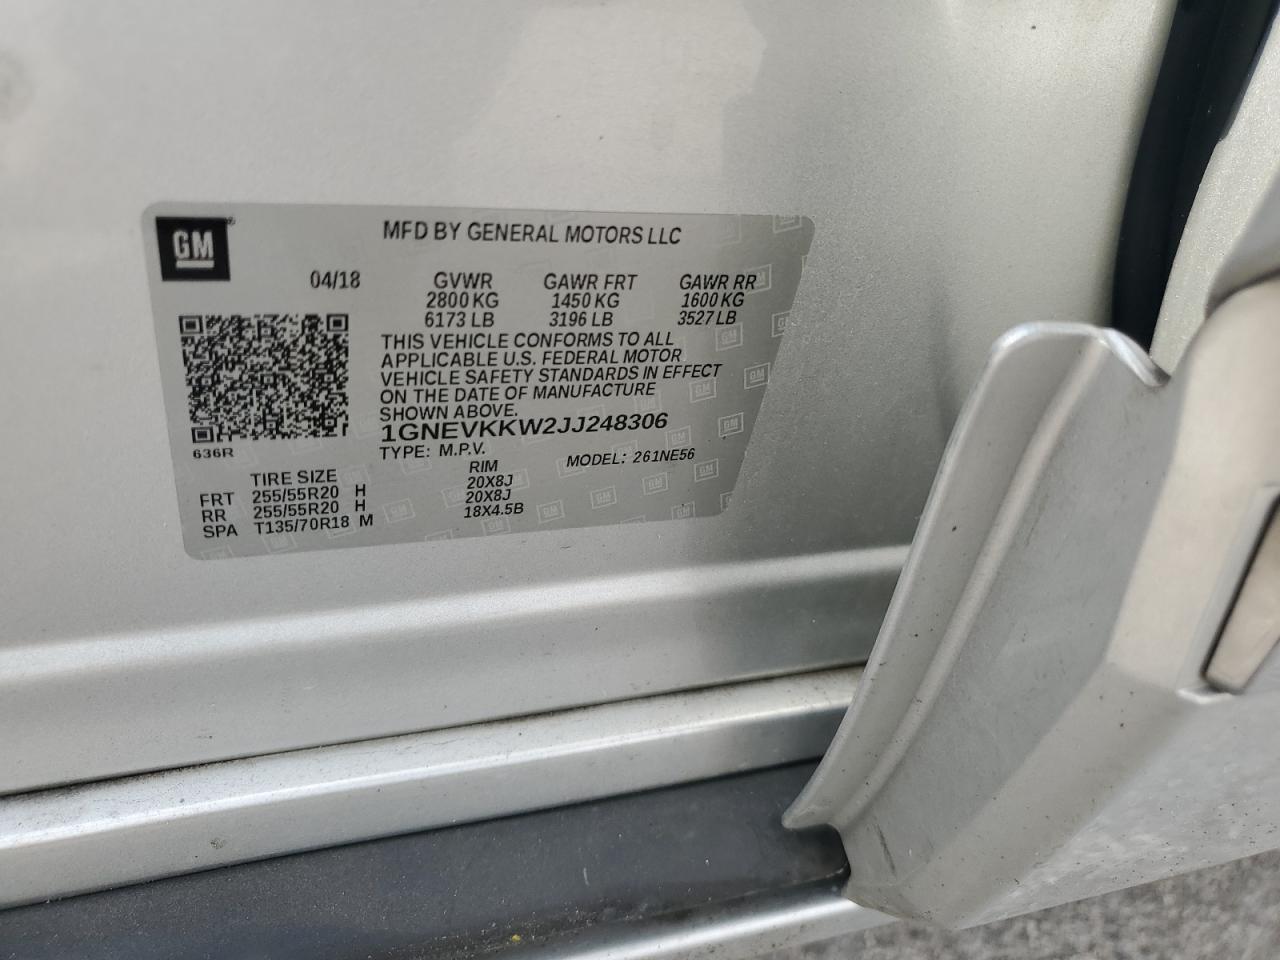 GM
MFD BY GENERAL MOTORS LLC
04/18 GVWR GAWR FRT GAWR RR
2800 KG 1450 KG 1600 KG
6173 LB 3196 LB 3527 LB
THIS VEHICLE CONFORMS TO ALL
APPLICABLE U.S. FEDERAL MOTOR
VEHICLE SAFETY STANDARDS IN EFFECT
ON THE DATE OF MANUFACTURE
SHOWN ABOVE.
1GNEVKKW2JJ248306
636R
TYPE: M.P.V. MODEL: 261NE56
TIRE SIZE RIM
FRT 255/55R20 H 20X8J
RR 255/55R20 H 20X8J
SPA T135/70R18 M 18X4.5B